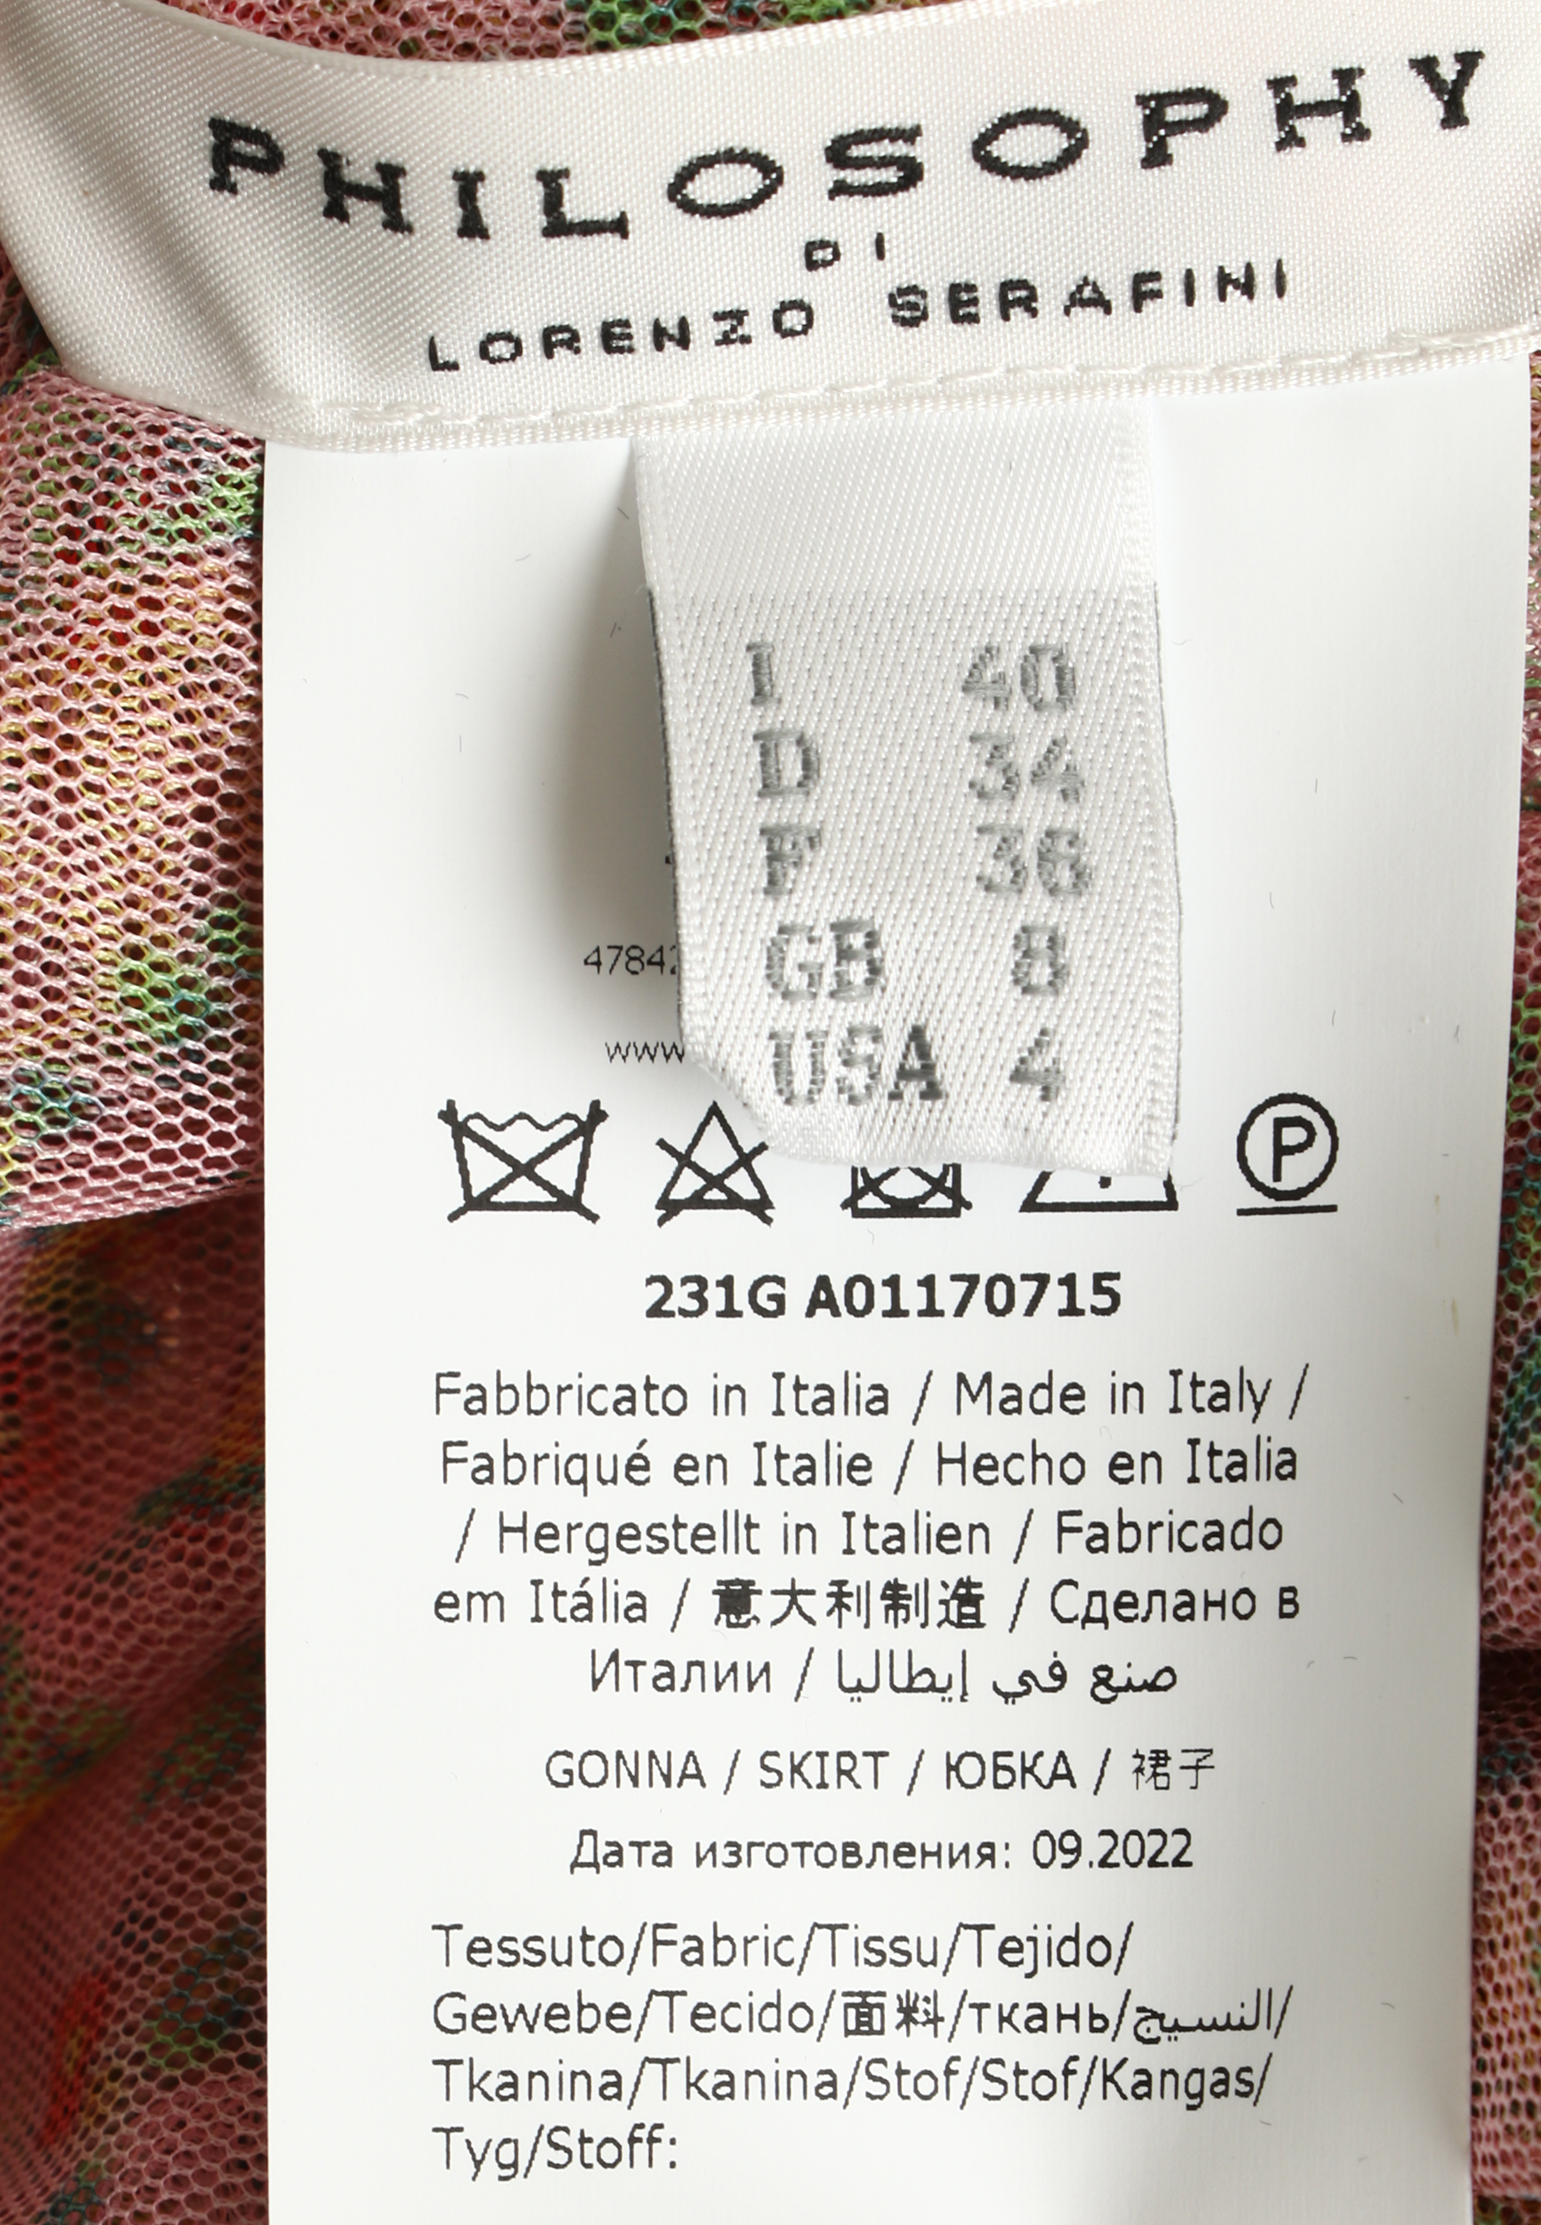 PHILOSOPHY
DI
LORENZO SERAFINI
I 40
D 34
F 36
GB 8
USA 4
P
231G A01170715
Fabbricato in Italia / Made in Italy /
Fabriqué en Italie / Hecho en Italia
/ Hergestellt in Italien / Fabricado
em Itália / 意大利制造 / Сделано в
Италии / صنع في إيطاليا
GONNA / SKIRT / ЮБКА / 裙子
Дата изготовления: 09.2022
Tessuto/Fabric/Tissu/Tejido/
Gewebe/Tecido/面料/ткань/النسيج/
Tkanina/Tkanina/Stof/Stof/Kangas/
Tyg/Stoff: